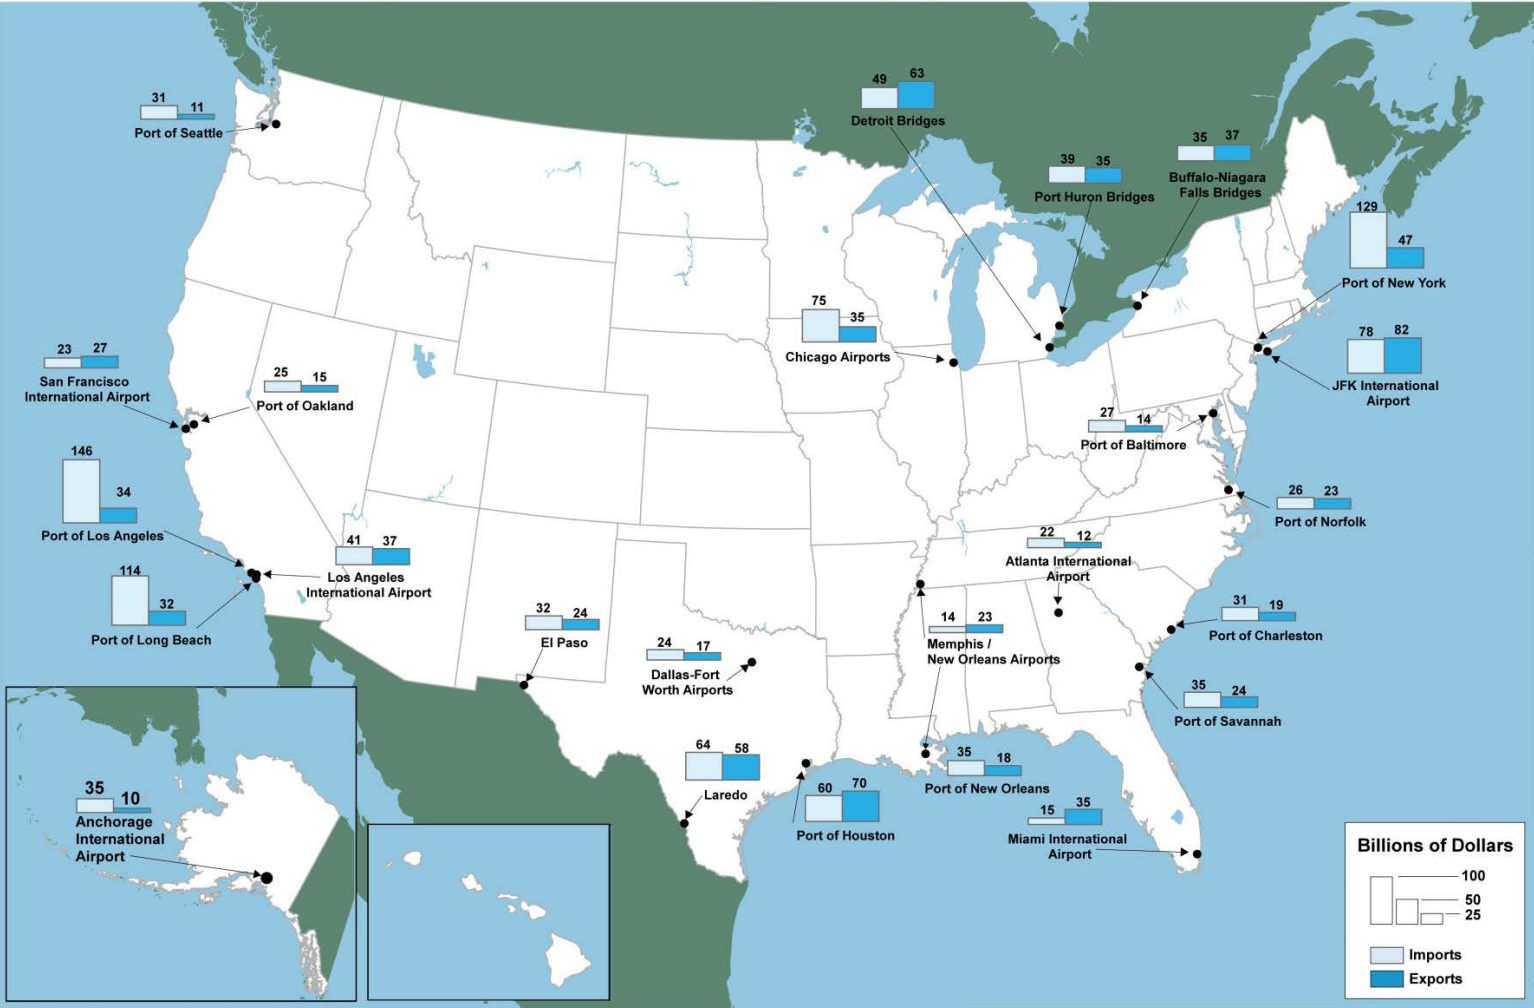 31 11
Port of Seattle
49 63
Detroit Bridges
39 35
Port Huron Bridges
35 37
Buffalo-Niagara
Falls Bridges
129 47
Port of New York
75 35
Chicago Airports
78 82
JFK International
Airport
23 27
San Francisco
International Airport
25 15
Port of Oakland
27 14
Port of Baltimore
146 34
Port of Los Angeles
26 23
Port of Norfolk
41 37
Los Angeles
International Airport
22 12
Atlanta International
Airport
114 32
Port of Long Beach
32 24
El Paso
14 23
Memphis /
New Orleans Airports
31 19
Port of Charleston
24 17
Dallas-Fort
Worth Airports
35 24
Port of Savannah
64 58
Laredo
60 70
Port of Houston
35 18
Port of New Orleans
15 35
Miami International
Airport
35 10
Anchorage
International
Airport
Billions of Dollars
100
50
25
Imports
Exports